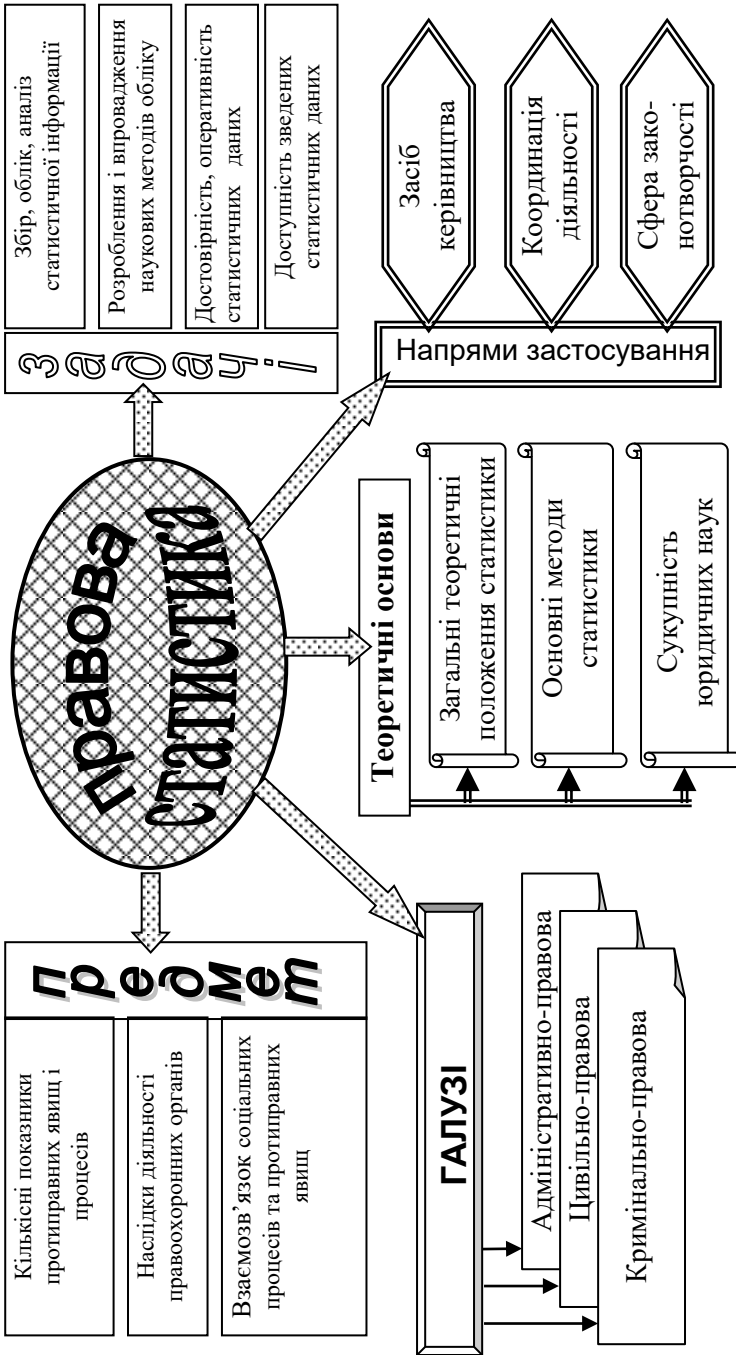 правова
статистика
предмет
Кількісні показники
протиправних явищ і
процесів
Наслідки діяльності
правоохоронних органів
Взаємозв'язок соціальних
процесів та протиправних
явищ
Задачі
Збір, облік, аналіз
статистичної інформації
Розроблення і впровадження
наукових методів обліку
Достовірність, оперативність
статистичних даних
Доступність зведених
статистичних даних
ГАЛУЗІ
Адміністративно-правова
Цивільно-правова
Кримінально-правова
Теоретичні основи
Загальні теоретичні
положення статистики
Основні методи
статистики
Сукупність
юридичних наук
Напрями застосування
Засіб
керівництва
Координація
діяльності
Сфера зако-
нотворчості